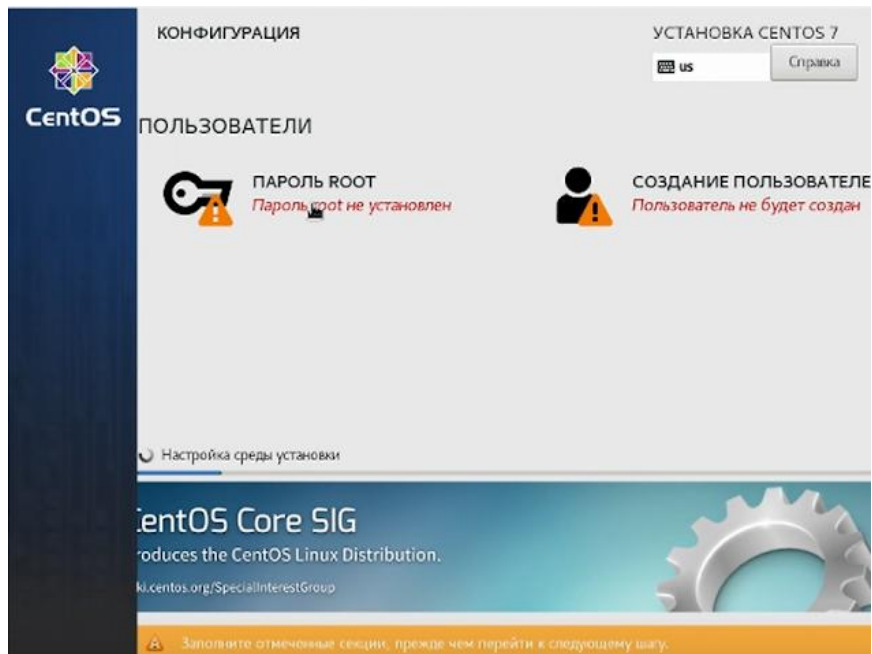 КОНФИГУРАЦИЯ
УСТАНОВКА CENTOS 7
us
Справка
CentOS
ПОЛЬЗОВАТЕЛИ
ПАРОЛЬ ROOT
Пароль root не установлен
СОЗДАНИЕ ПОЛЬЗОВАТЕЛЕ
Пользователь не будет создан
Настройка среды установки
entOS Core SIG
roduces the CentOS Linux Distribution.
ki.centos.org/SpecialInterestGroup
Заполните отмеченные секции, прежде чем перейти к следующему шагу.